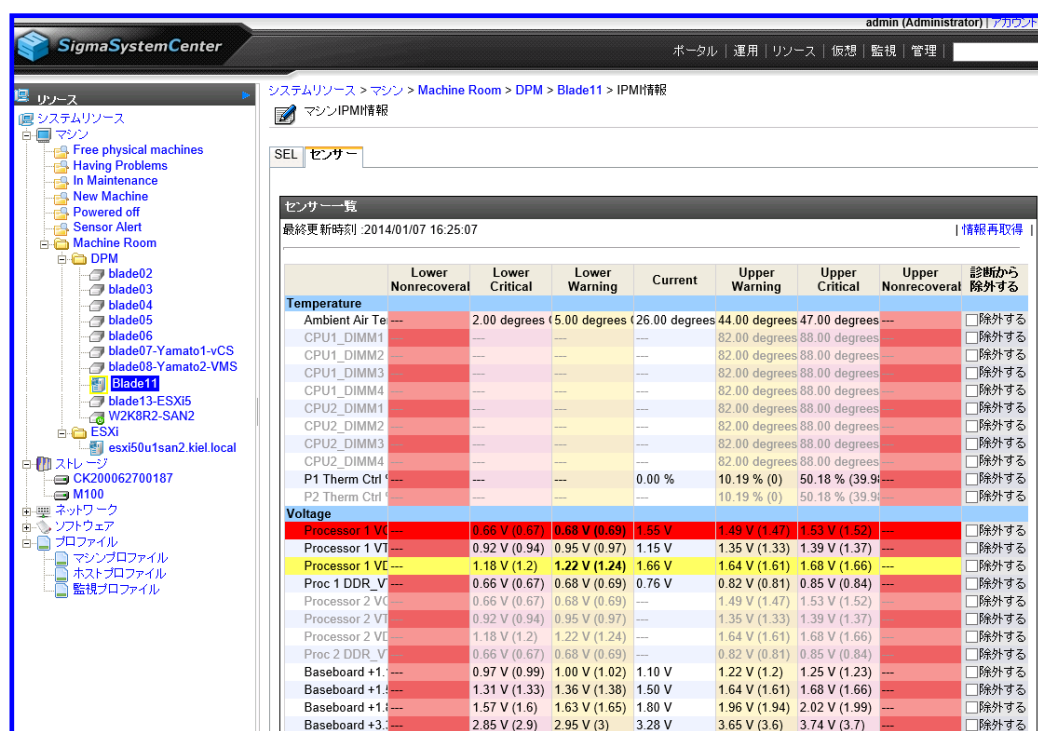 admin (Administrator) | アカウント
SigmaSystemCenter
ポータル | 運用 | リソース | 仮想 | 監視 | 管理 |
リソース
システムリソース
マシン
Free physical machines
Having Problems
In Maintenance
New Machine
Powered off
Sensor Alert
Machine Room
DPM
blade02
blade03
blade04
blade05
blade06
blade07-Yamato1-vCS
blade08-Yamato2-VMS
Blade11
blade13-ESXi5
W2K8R2-SAN2
ESXi
esxi50u1san2.kiel.local
ストレージ
CK200062700187
M100
ネットワーク
ソフトウェア
プロファイル
マシンプロファイル
ホストプロファイル
監視プロファイル
システムリソース > マシン > Machine Room > DPM > Blade11 > IPMI情報
マシンIPMI情報
SEL センサー
センサー一覧
最終更新時刻 :2014/01/07 16:25:07 | 情報再取得 |
Lower Nonrecoveral Lower Critical Lower Warning Current Upper Warning Upper Critical Upper Nonrecoveral 診断から除外する
Temperature
Ambient Air Te --- 2.00 degrees ( 5.00 degrees ( 26.00 degrees 44.00 degrees 47.00 degrees --- 除外する
CPU1_DIMM1 --- --- --- --- 82.00 degrees 88.00 degrees --- 除外する
CPU1_DIMM2 --- --- --- --- 82.00 degrees 88.00 degrees --- 除外する
CPU1_DIMM3 --- --- --- --- 82.00 degrees 88.00 degrees --- 除外する
CPU1_DIMM4 --- --- --- --- 82.00 degrees 88.00 degrees --- 除外する
CPU2_DIMM1 --- --- --- --- 82.00 degrees 88.00 degrees --- 除外する
CPU2_DIMM2 --- --- --- --- 82.00 degrees 88.00 degrees --- 除外する
CPU2_DIMM3 --- --- --- --- 82.00 degrees 88.00 degrees --- 除外する
CPU2_DIMM4 --- --- --- --- 82.00 degrees 88.00 degrees --- 除外する
P1 Therm Ctrl --- --- --- 0.00 % 10.19 % (0) 50.18 % (39.9 --- 除外する
P2 Therm Ctrl --- --- --- --- 10.19 % (0) 50.18 % (39.9 --- 除外する
Voltage
Processor 1 VC --- 0.66 V (0.67) 0.68 V (0.69) 1.55 V 1.49 V (1.47) 1.53 V (1.52) --- 除外する
Processor 1 VT --- 0.92 V (0.94) 0.95 V (0.97) 1.15 V 1.35 V (1.33) 1.39 V (1.37) --- 除外する
Processor 1 VD --- 1.18 V (1.2) 1.22 V (1.24) 1.66 V 1.64 V (1.61) 1.68 V (1.66) --- 除外する
Proc 1 DDR_V --- 0.66 V (0.67) 0.68 V (0.69) 0.76 V 0.82 V (0.81) 0.85 V (0.84) --- 除外する
Processor 2 VC --- 0.66 V (0.67) 0.68 V (0.69) --- 1.49 V (1.47) 1.53 V (1.52) --- 除外する
Processor 2 VT --- 0.92 V (0.94) 0.95 V (0.97) --- 1.35 V (1.33) 1.39 V (1.37) --- 除外する
Processor 2 VD --- 1.18 V (1.2) 1.22 V (1.24) --- 1.64 V (1.61) 1.68 V (1.66) --- 除外する
Proc 2 DDR_V --- 0.66 V (0.67) 0.68 V (0.69) --- 0.82 V (0.81) 0.85 V (0.84) --- 除外する
Baseboard +1. --- 0.97 V (0.99) 1.00 V (1.02) 1.10 V 1.22 V (1.2) 1.25 V (1.23) --- 除外する
Baseboard +1. --- 1.31 V (1.33) 1.36 V (1.38) 1.50 V 1.64 V (1.61) 1.68 V (1.66) --- 除外する
Baseboard +1. --- 1.57 V (1.6) 1.63 V (1.65) 1.80 V 1.96 V (1.94) 2.02 V (1.99) --- 除外する
Baseboard +3. --- 2.85 V (2.9) 2.95 V (3) 3.28 V 3.65 V (3.6) 3.74 V (3.7) --- 除外する